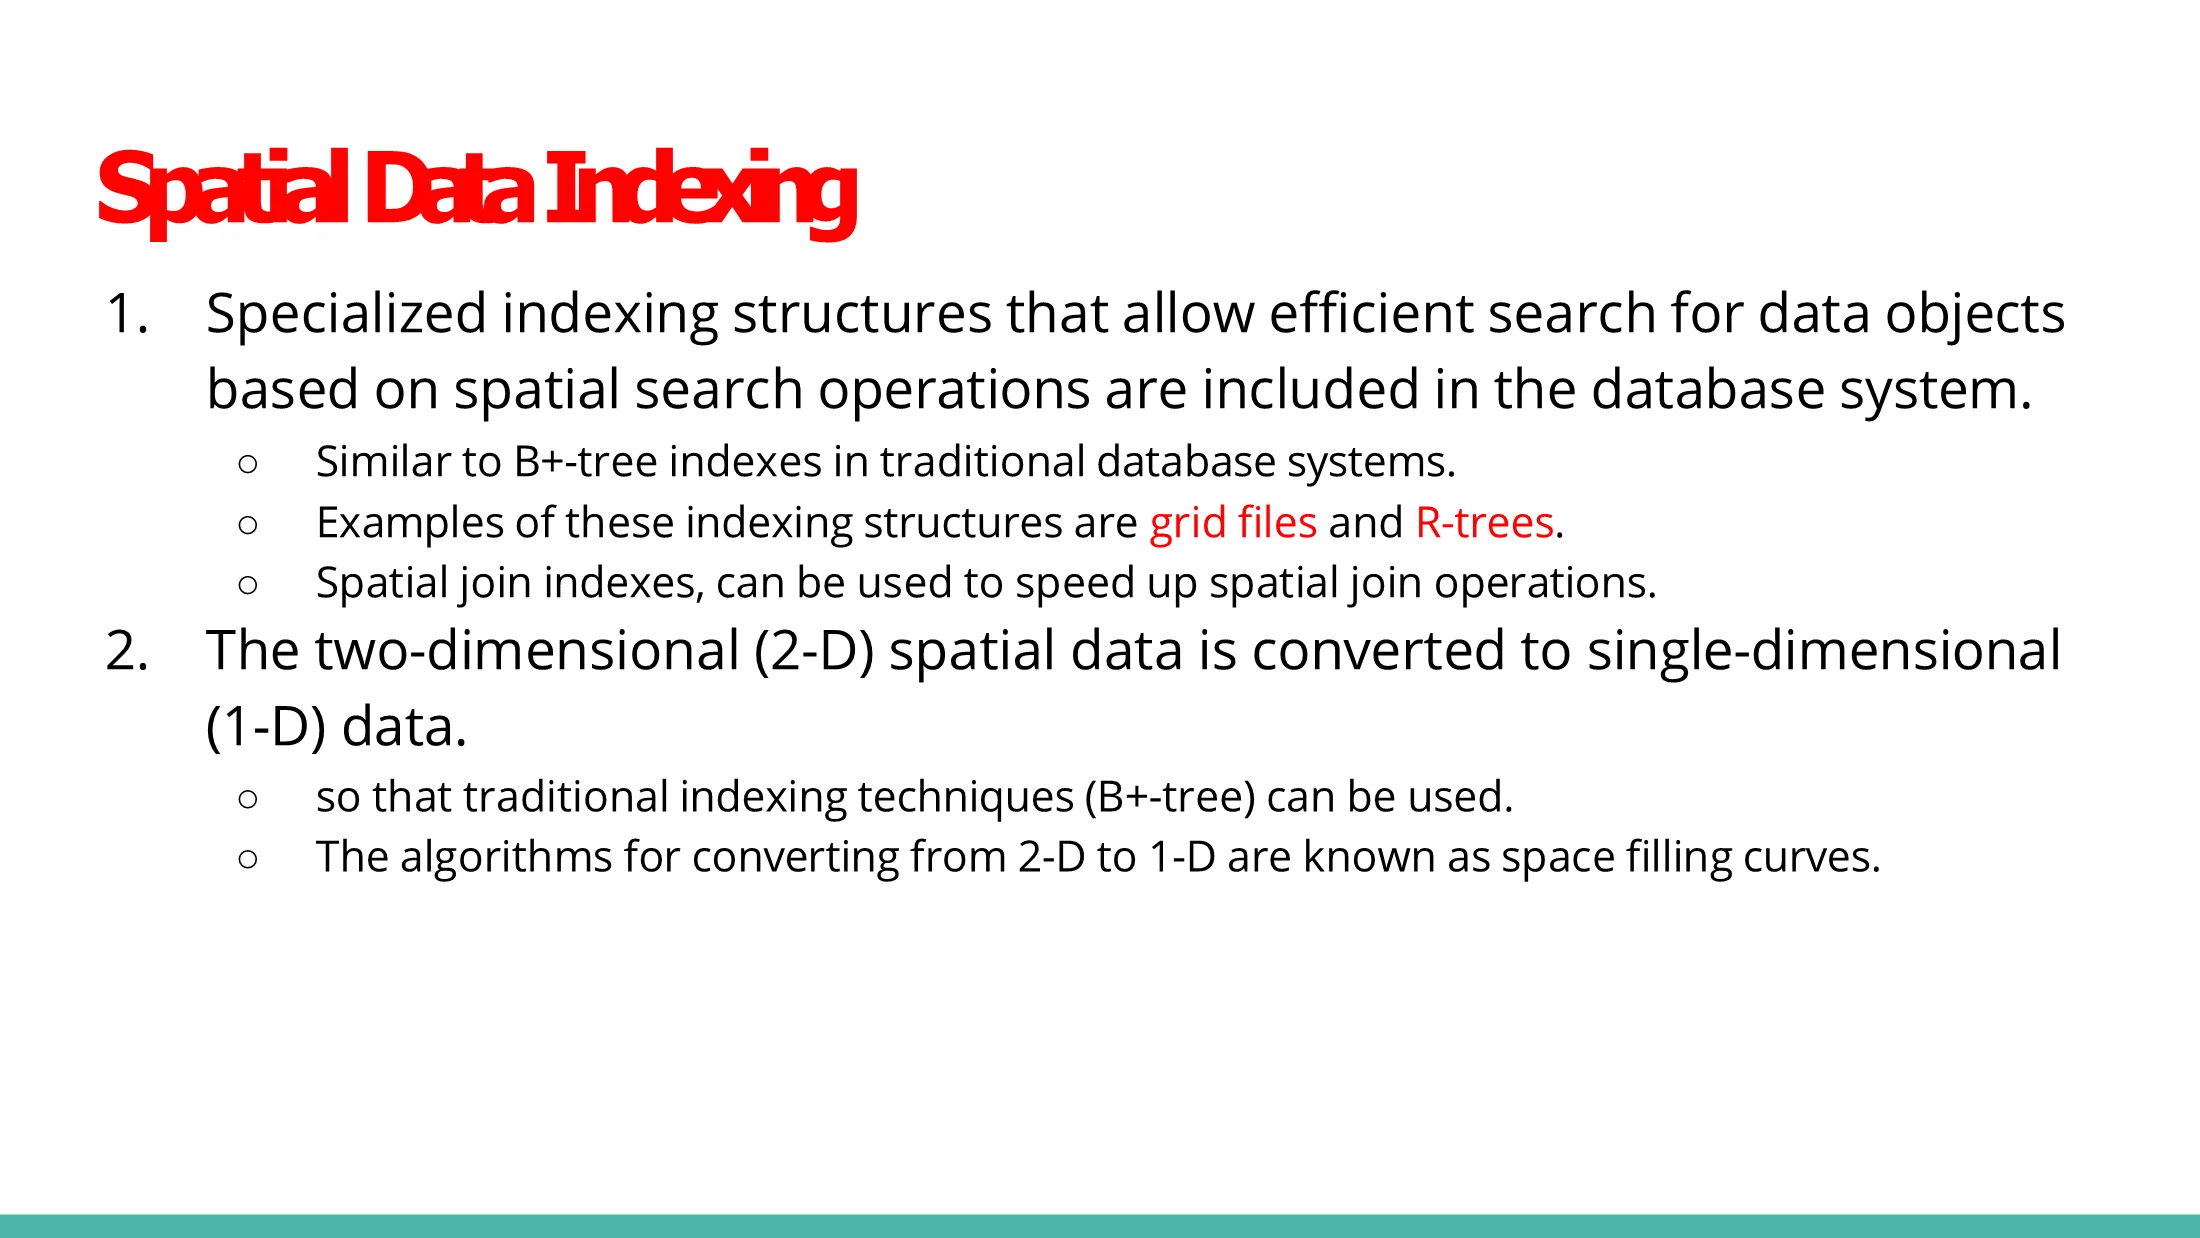 Spatial Data Indexing
1. Specialized indexing structures that allow efficient search for data objects
based on spatial search operations are included in the database system.
○ Similar to B+-tree indexes in traditional database systems.
○ Examples of these indexing structures are grid files and R-trees.
○ Spatial join indexes, can be used to speed up spatial join operations.
2. The two-dimensional (2-D) spatial data is converted to single-dimensional
(1-D) data.
○ so that traditional indexing techniques (B+-tree) can be used.
○ The algorithms for converting from 2-D to 1-D are known as space filling curves.